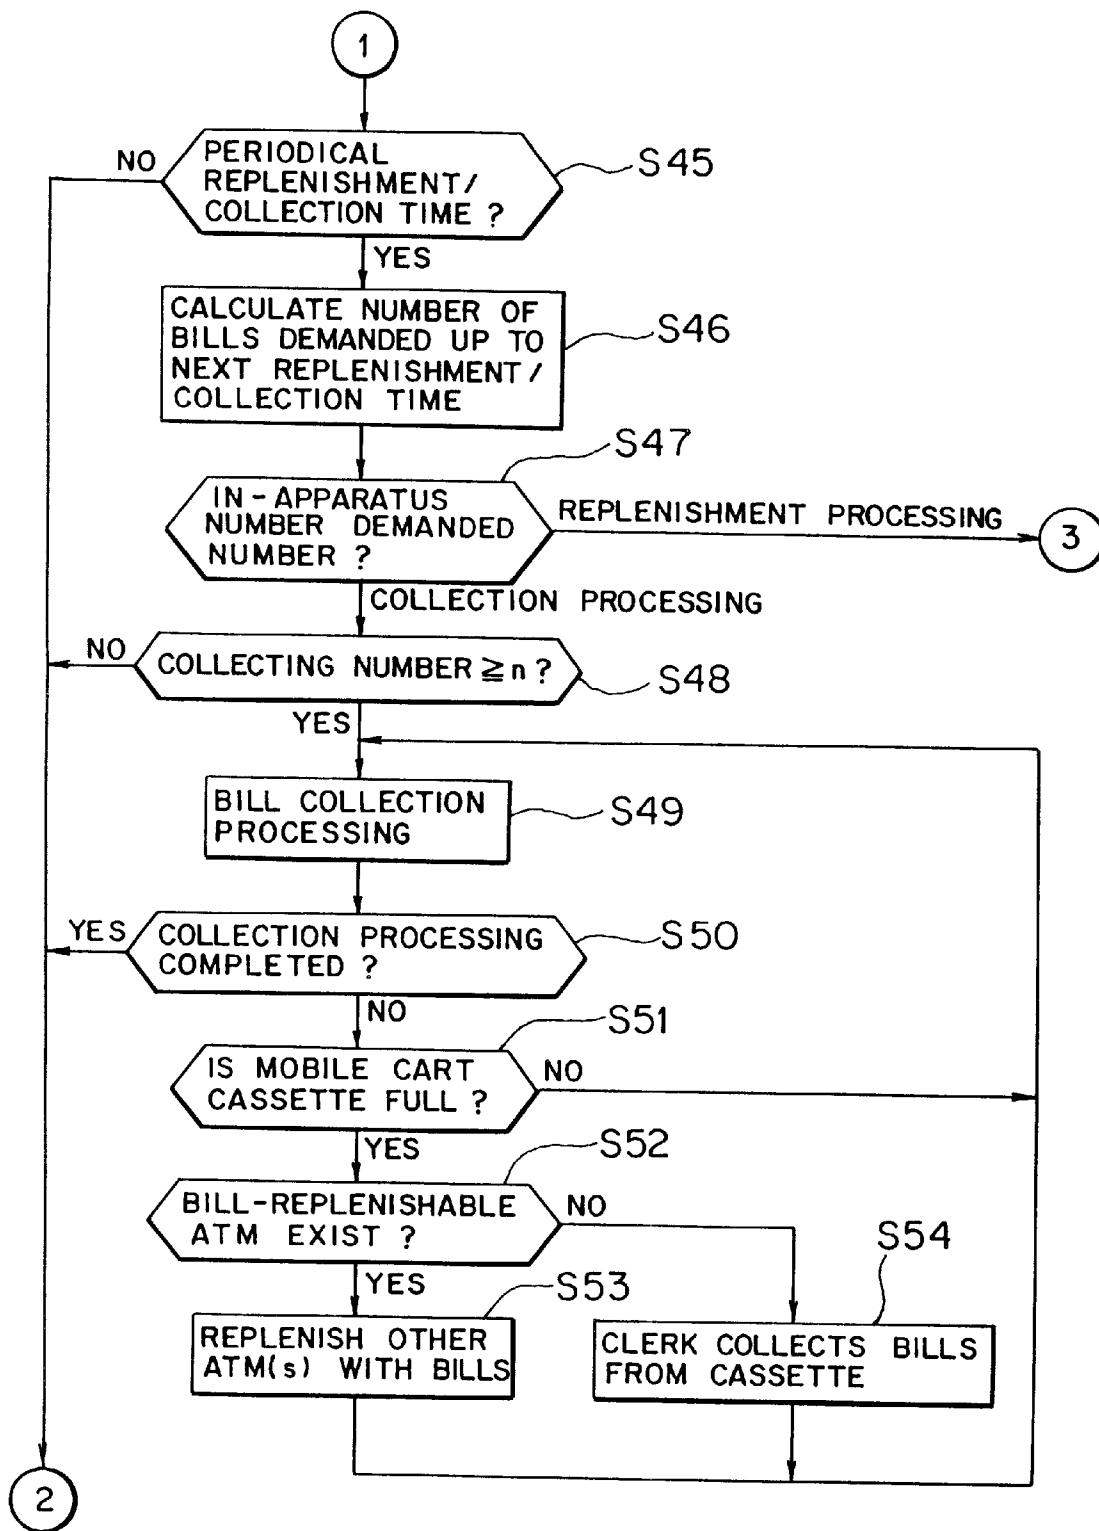 1
NO
PERIODICAL
REPLENISHMENT/
COLLECTION TIME ?
S45
YES
CALCULATE NUMBER OF
BILLS DEMANDED UP TO
NEXT REPLENISHMENT/
COLLECTION TIME
S46
S47
IN-APPARATUS
NUMBER DEMANDED
NUMBER ?
REPLENISHMENT PROCESSING
3
COLLECTION PROCESSING
NO
COLLECTING NUMBER ≧ n ?
S48
YES
BILL COLLECTION
PROCESSING
S49
YES
COLLECTION PROCESSING
COMPLETED ?
S50
NO
S51
IS MOBILE CART
CASSETTE FULL ?
NO
YES
S52
BILL-REPLENISHABLE
ATM EXIST ?
NO
S54
YES
S53
REPLENISH OTHER
ATM(s) WITH BILLS
CLERK COLLECTS BILLS
FROM CASSETTE
2